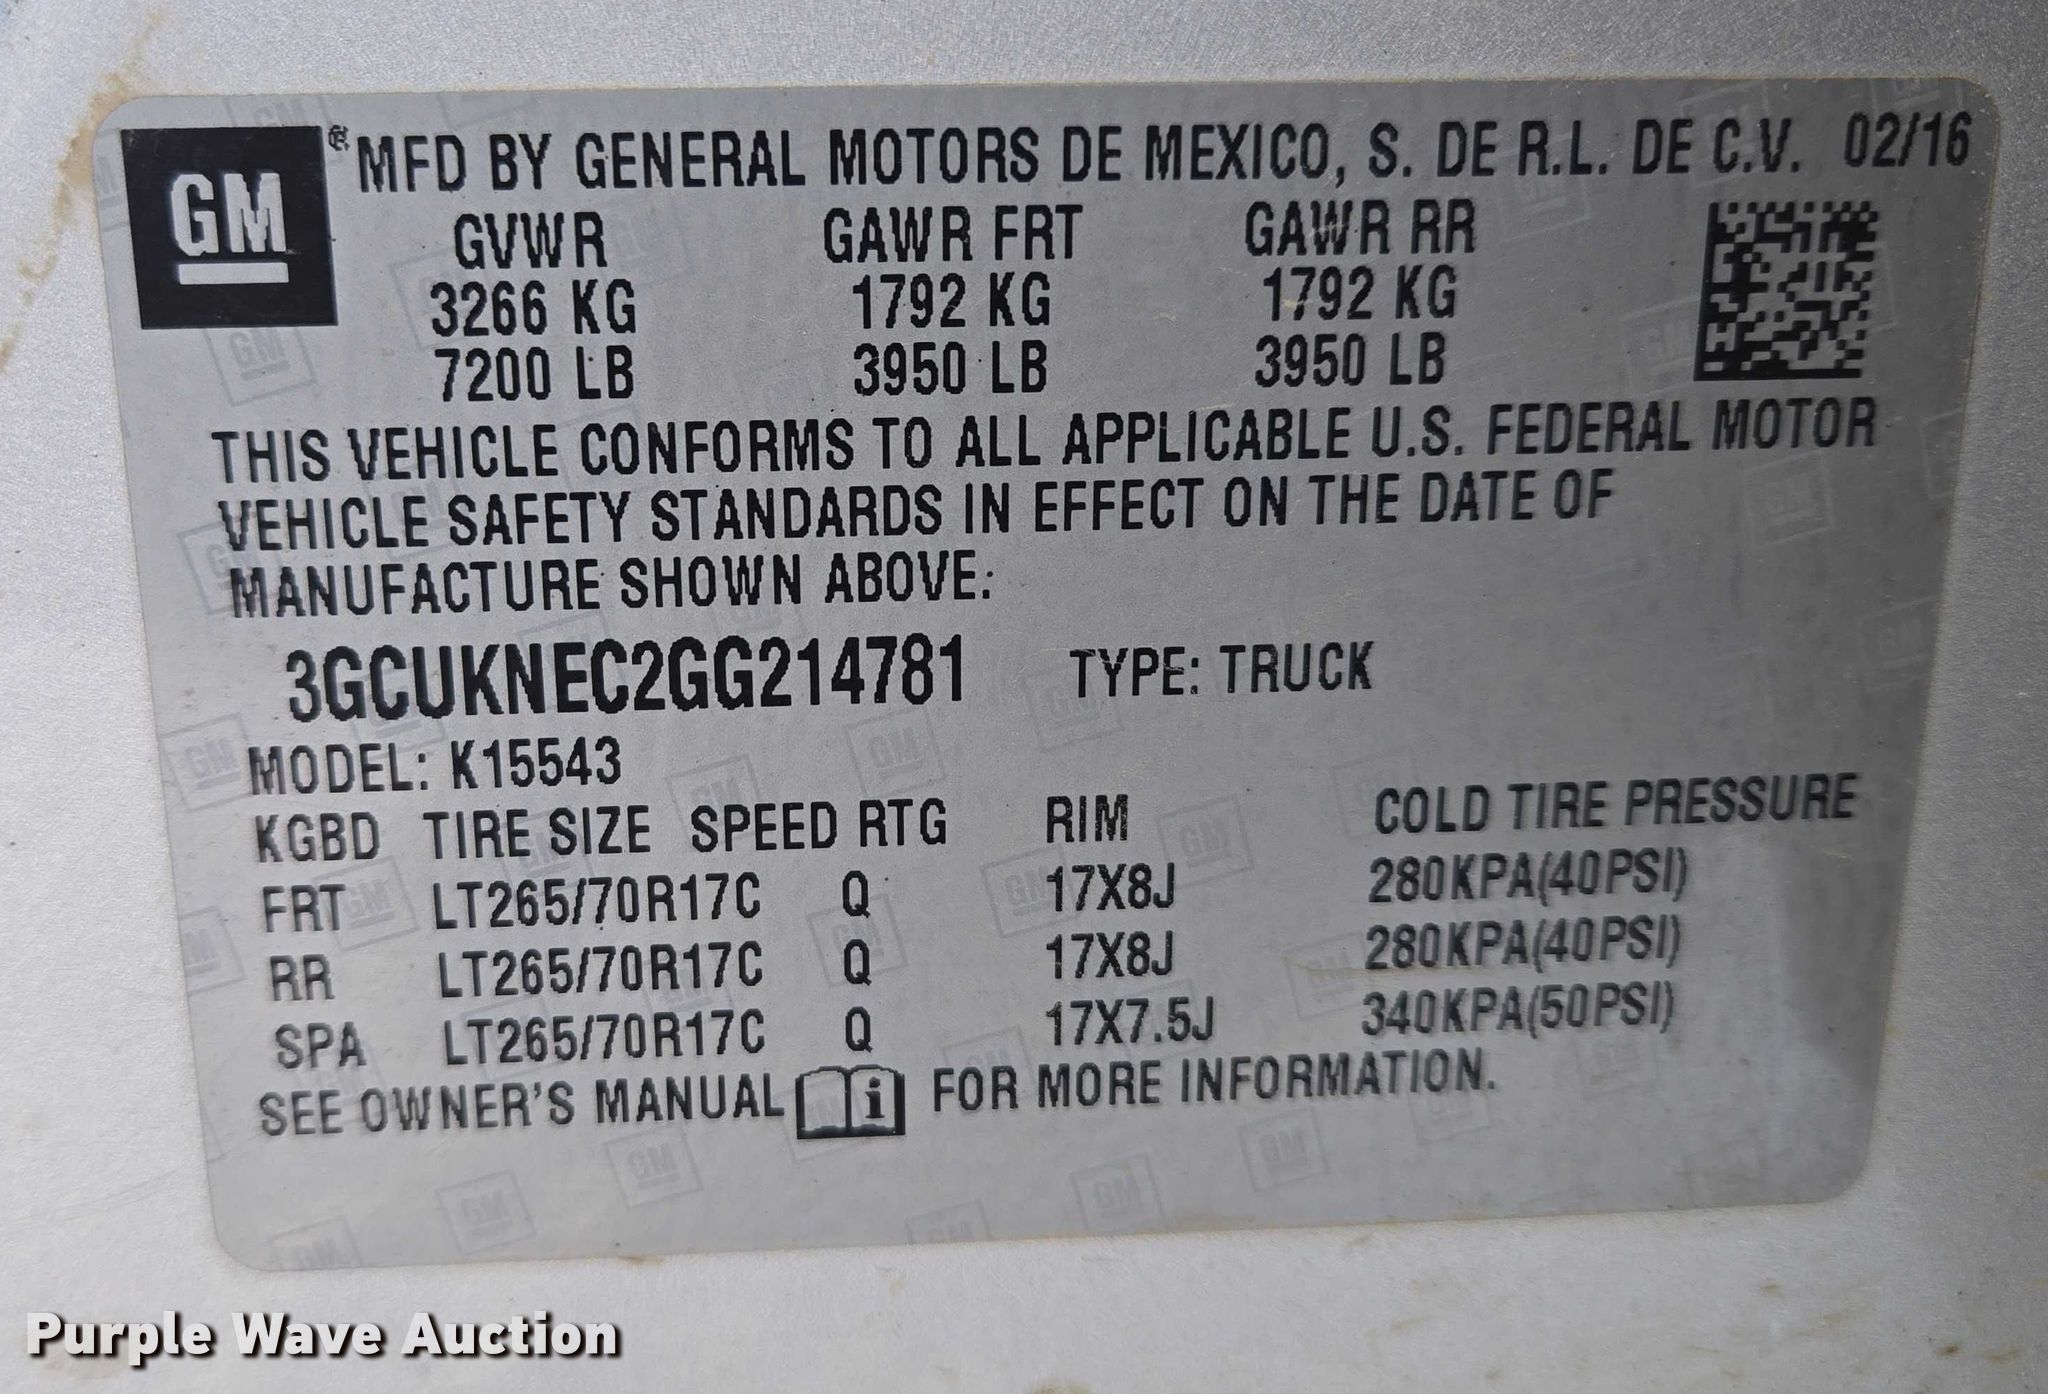 GM
MFD BY GENERAL MOTORS DE MEXICO, S. DE R.L. DE C.V. 02/16
GVWR GAWR FRT GAWR RR
3266 KG 1792 KG 1792 KG
7200 LB 3950 LB 3950 LB
THIS VEHICLE CONFORMS TO ALL APPLICABLE U.S. FEDERAL MOTOR
VEHICLE SAFETY STANDARDS IN EFFECT ON THE DATE OF
MANUFACTURE SHOWN ABOVE:
3GCUKNEC2GG214781 TYPE: TRUCK
MODEL: K15543
KGBD TIRE SIZE SPEED RTG RIM COLD TIRE PRESSURE
FRT LT265/70R17C Q 17X8J 280KPA(40PSI)
RR LT265/70R17C Q 17X8J 280KPA(40PSI)
SPA LT265/70R17C Q 17X7.5J 340KPA(50PSI)
SEE OWNER'S MANUAL i FOR MORE INFORMATION.
Purple Wave Auction